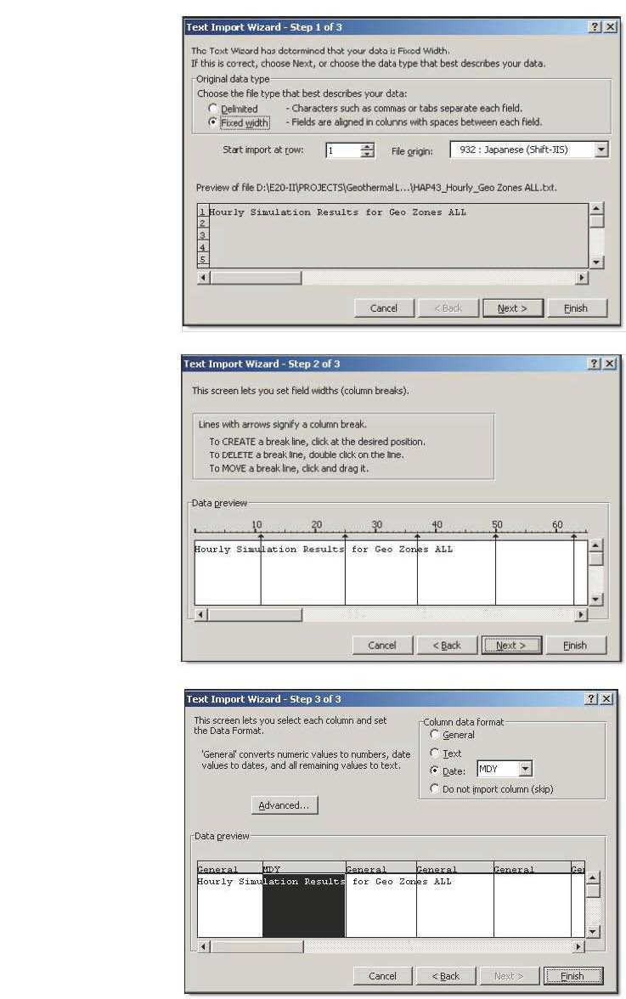 Text Import Wizard - Step 1 of 3
The Text Wizard has determined that your data is Fixed Width.
If this is correct, choose Next, or choose the data type that best describes your data.
Original data type
Choose the file type that best describes your data:
Delimited - Characters such as commas or tabs separate each field.
Fixed width - Fields are aligned in columns with spaces between each field.
Start import at row: 1 File origin: 932 : Japanese (Shift-JIS)
Preview of file D:\E20-II\PROJECTS\Geothermal L...\HAP43_Hourly_Geo Zones ALL.txt.
1 Hourly Simulation Results for Geo Zones ALL
2
3
4
5
Cancel < Back Next > Finish
Text Import Wizard - Step 2 of 3
This screen lets you set field widths (column breaks).
Lines with arrows signify a column break.
To CREATE a break line, click at the desired position.
To DELETE a break line, double click on the line.
To MOVE a break line, click and drag it.
Data preview
10 20 30 40 50 60
Hourly Simulation Results for Geo Zones ALL
Cancel < Back Next > Finish
Text Import Wizard - Step 3 of 3
This screen lets you select each column and set
the Data Format.
'General' converts numeric values to numbers, date
values to dates, and all remaining values to text.
Advanced...
Column data format
General
Text
Date: MDY
Do not import column (skip)
Data preview
General MDY General General General Ge
Hourly Simulation Results for Geo Zones ALL
Cancel < Back Next > Finish